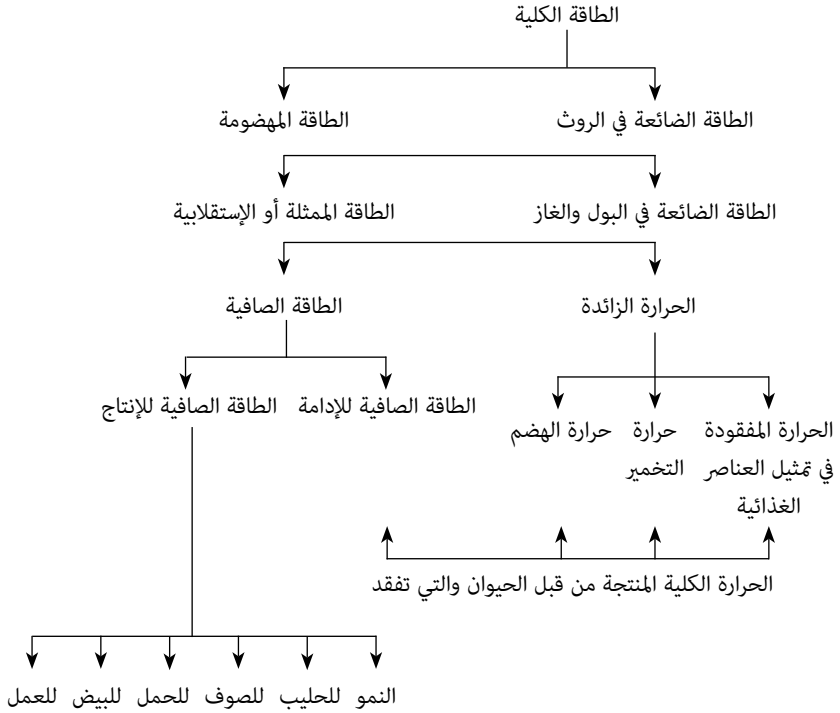 الطاقة الكلية
الطاقة الضائعة في الروث
الطاقة المهضومة
الطاقة الضائعة في البول والغاز
الطاقة الممثلة أو الإستقلابية
الحرارة الزائدة
الطاقة الصافية
الطاقة الصافية للإدامة
الطاقة الصافية للإنتاج
الحرارة المفقودة
في تمثيل العناصر
الغذائية
حرارة
التخمير
حرارة الهضم
الحرارة الكلية المنتجة من قبل الحيوان والتي تفقد
النمو للحليب للصوف للحمل للبيض للعمل